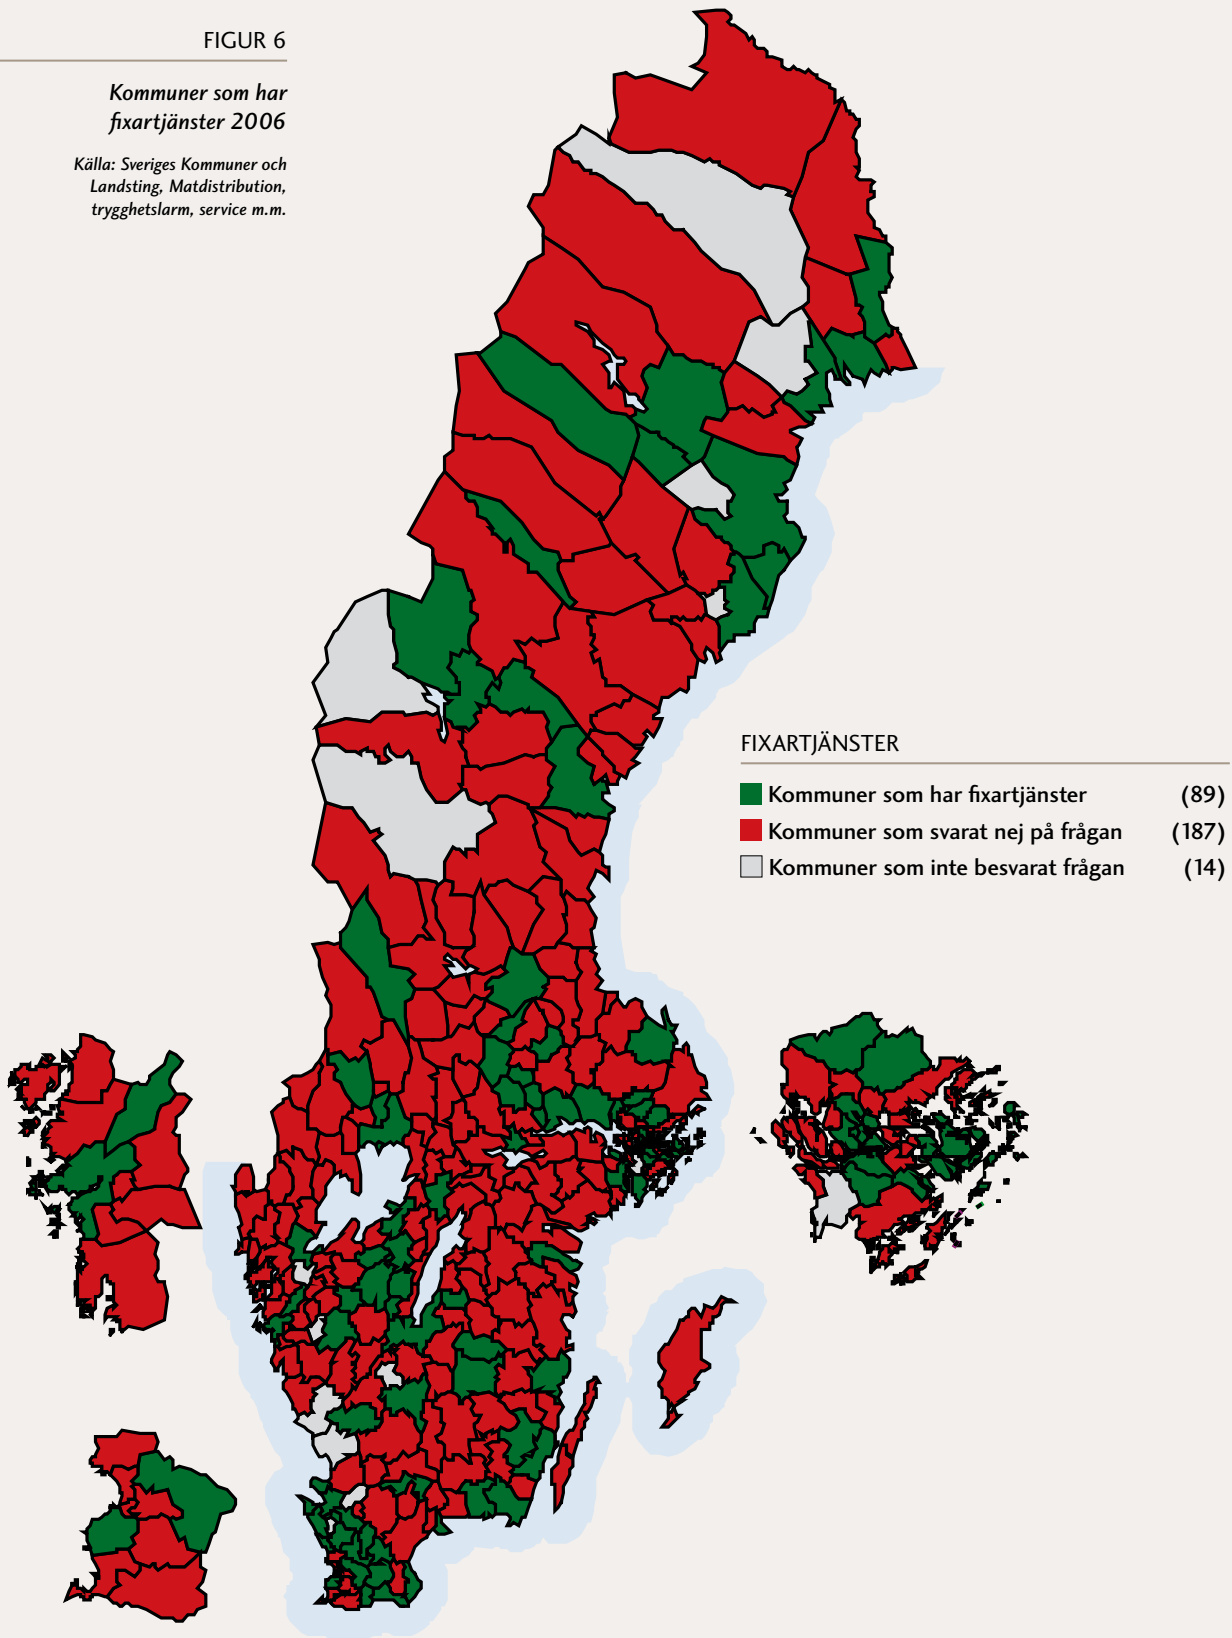 FIGUR 6
Kommuner som har
fixartjänster 2006
Källa: Sveriges Kommuner och
Landsting, Matdistribution,
trygghetslarm, service m.m.
FIXARTJÄNSTER
Kommuner som har fixartjänster (89)
Kommuner som svarat nej på frågan (187)
Kommuner som inte besvarat frågan (14)